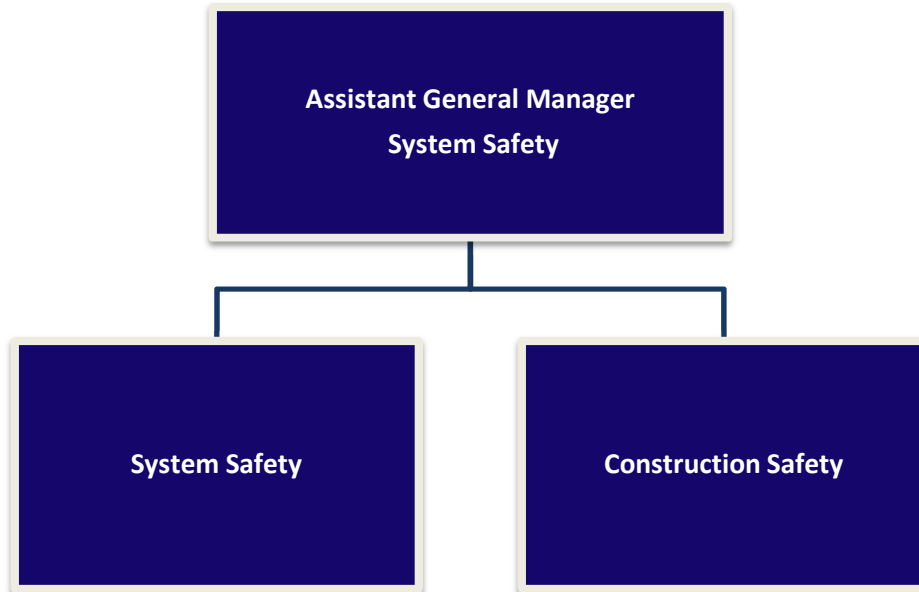 Assistant General Manager
System Safety
System Safety
Construction Safety